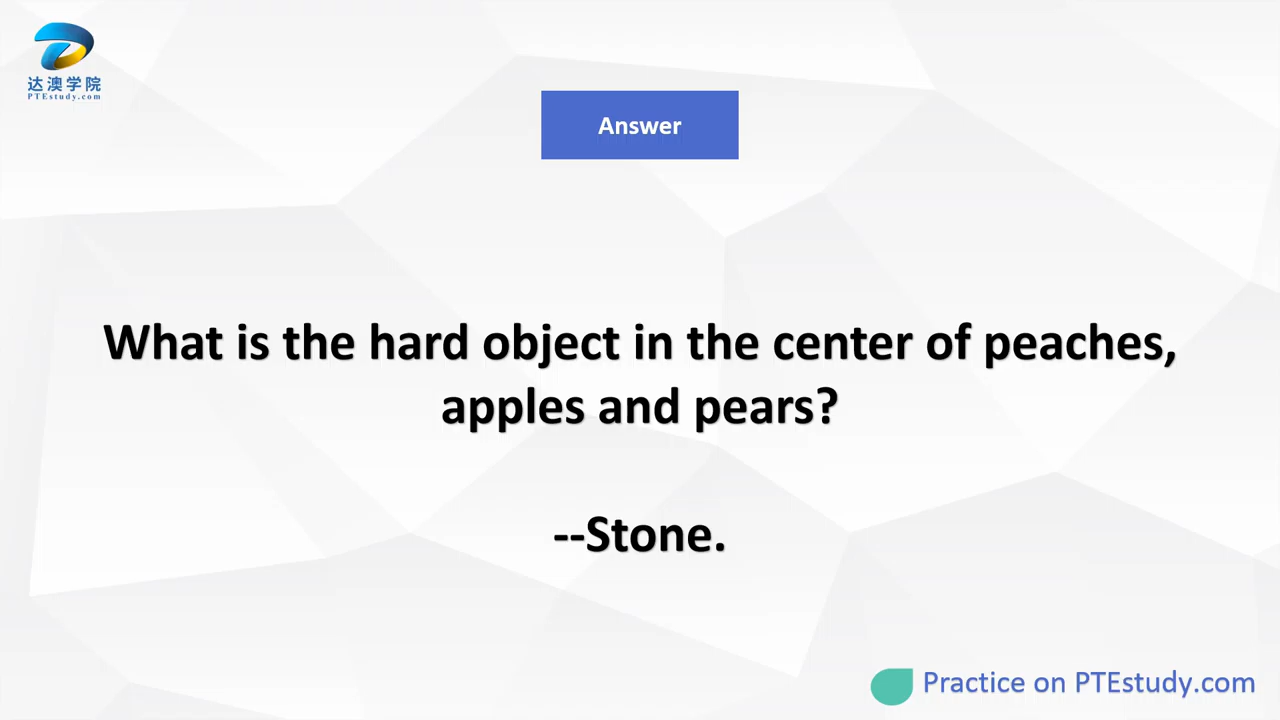 达澳学院
PTEstudy.com
Answer
What is the hard object in the center of peaches,
apples and pears?
--Stone.
Practice on PTEstudy.com